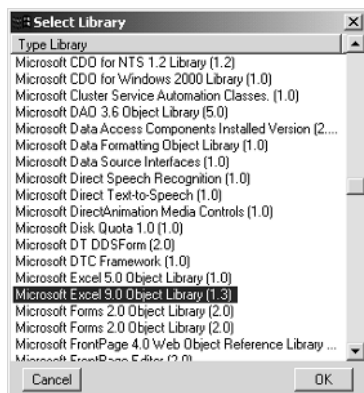 Select Library
Type Library
Microsoft CDO for NTS 1.2 Library (1.2)
Microsoft CDO for Windows 2000 Library (1.0)
Microsoft Cluster Service Automation Classes. (1.0)
Microsoft DAO 3.6 Object Library (5.0)
Microsoft Data Access Components Installed Version (2....
Microsoft Data Formatting Object Library (1.0)
Microsoft Data Source Interfaces (1.0)
Microsoft Direct Speech Recognition (1.0)
Microsoft Direct Text-to-Speech (1.0)
Microsoft DirectAnimation Media Controls (1.0)
Microsoft Disk Quota 1.0 (1.0)
Microsoft DT DDSForm (2.0)
Microsoft DTC Framework (1.0)
Microsoft Excel 5.0 Object Library (1.0)
Microsoft Excel 9.0 Object Library (1.3)
Microsoft Forms 2.0 Object Library (2.0)
Microsoft Forms 2.0 Object Library (2.0)
Microsoft FrontPage 4.0 Web Object Reference Library ...
Microsoft FrontPage Editor (2.0)
Cancel OK